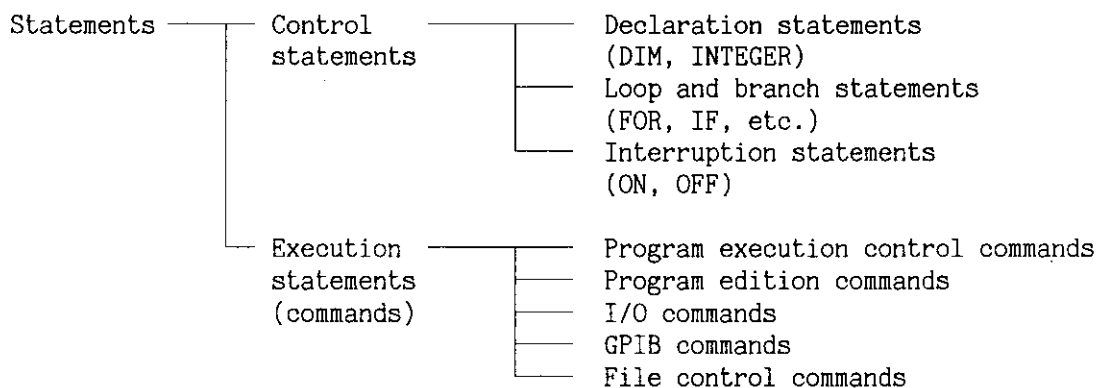 Statements Control Declaration statements
statements (DIM, INTEGER)
Loop and branch statements
(FOR, IF, etc.)
Interruption statements
(ON, OFF)
Execution Program execution control commands
statements Program edition commands
(commands) I/O commands
GPIB commands
File control commands